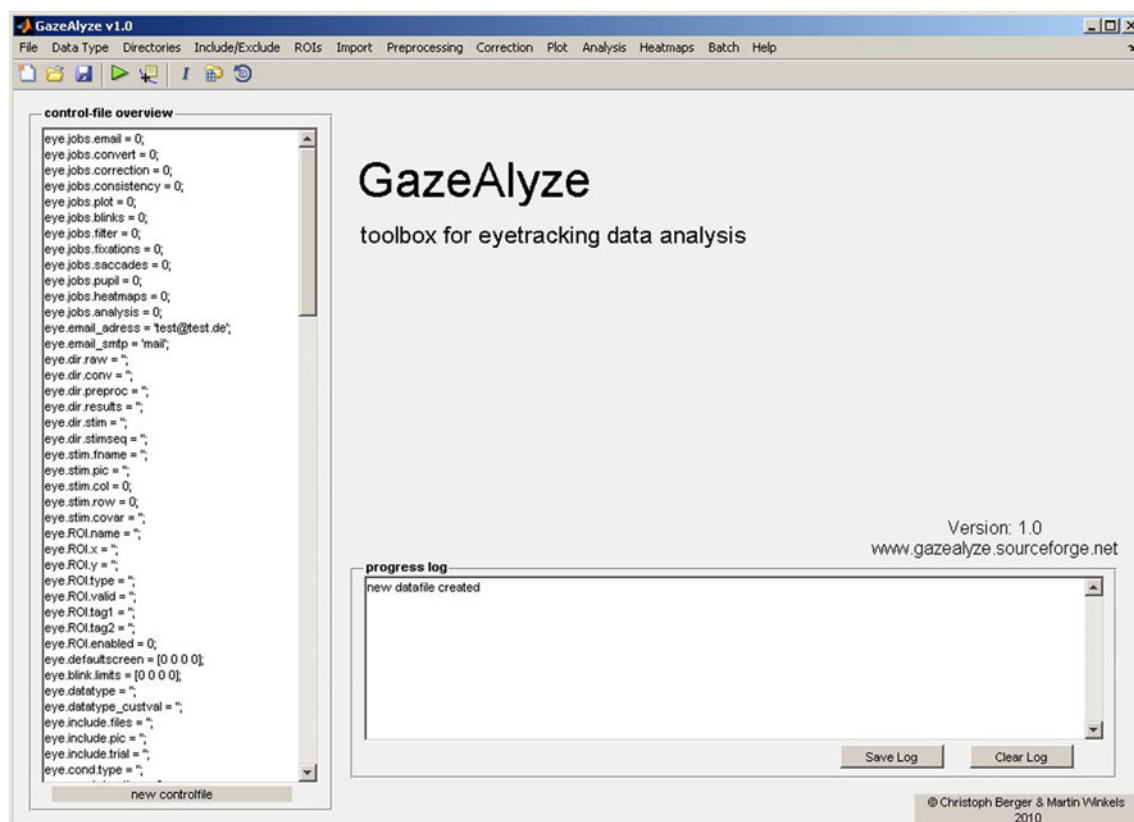 GazeAlyze v1.0
File Data Type Directories Include/Exclude ROIs Import Preprocessing Correction Plot Analysis Heatmaps Batch Help
control-file overview
eye.jobs.email = 0;
eye.jobs.convert = 0;
eye.jobs.correction = 0;
eye.jobs.consistency = 0;
eye.jobs.plot = 0;
eye.jobs.blinks = 0;
eye.jobs.filter = 0;
eye.jobs.fixations = 0;
eye.jobs.saccades = 0;
eye.jobs.pupil = 0;
eye.jobs.heatmaps = 0;
eye.jobs.analysis = 0;
eye.email_adress = 'test@test.de';
eye.email_smtp = 'mail';
eye.dir.raw = '';
eye.dir.conv = '';
eye.dir.preproc = '';
eye.dir.results = '';
eye.dir.stim = '';
eye.dir.stimseq = '';
eye.stim.fname = '';
eye.stim.pic = '';
eye.stim.col = 0;
eye.stim.row = 0;
eye.stim.covar = '';
eye.ROI.name = '';
eye.ROI.x = '';
eye.ROI.y = '';
eye.ROI.type = '';
eye.ROI.valid = '';
eye.ROI.tag1 = '';
eye.ROI.tag2 = '';
eye.ROI.enabled = 0;
eye.defaultscreen = [0 0 0 0];
eye.blink.limits = [0 0 0 0];
eye.datatype = '';
eye.datatype_custval = '';
eye.include.files = '';
eye.include.pic = '';
eye.include.trial = '';
eye.cond.type = '';
new controlfile
GazeAlyze
toolbox for eyetracking data analysis
Version: 1.0
www.gazealyze.sourceforge.net
progress log
new datafile created
Save Log Clear Log
© Christoph Berger & Martin Winkels
2010